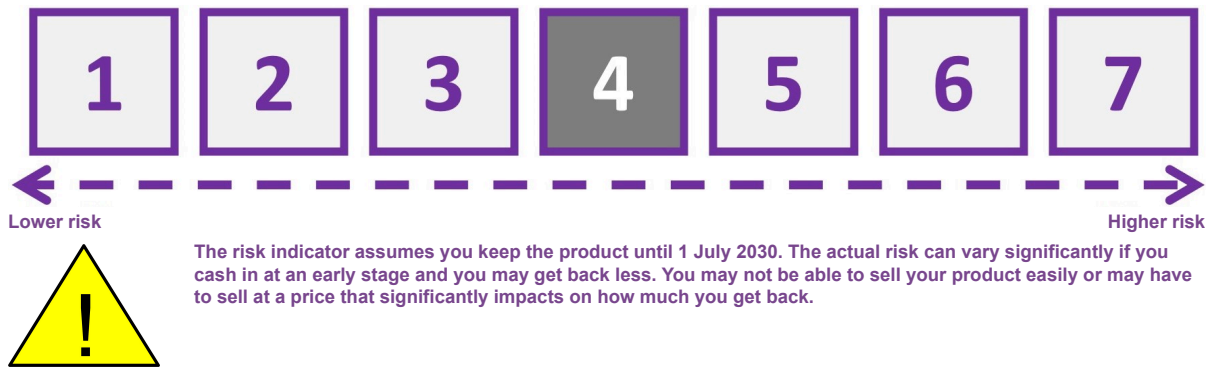 1 2 3 4 5 6 7
Lower risk Higher risk
!
The risk indicator assumes you keep the product until 1 July 2030. The actual risk can vary significantly if you
cash in at an early stage and you may get back less. You may not be able to sell your product easily or may have
to sell at a price that significantly impacts on how much you get back.